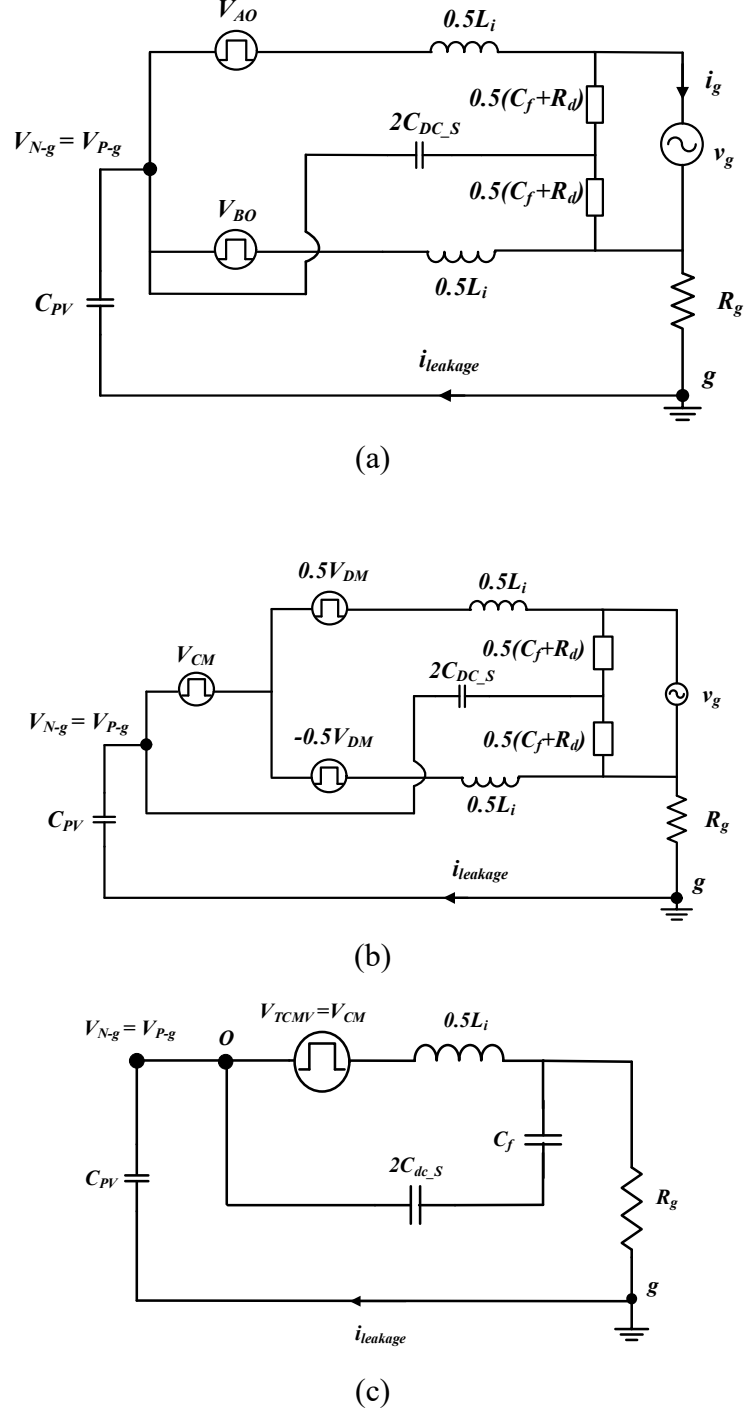 V_AO
0.5L_i
0.5(C_f+R_d)
i_g
2C_DC_S
V_N-g = V_P-g
v_g
0.5(C_f+R_d)
V_BO
0.5L_i
C_PV
R_g
i_leakage
g
(a)
0.5V_DM
0.5L_i
V_CM
0.5(C_f+R_d)
2C_DC_S
v_g
V_N-g = V_P-g
-0.5V_DM
0.5(C_f+R_d)
0.5L_i
C_PV
R_g
i_leakage
g
(b)
V_TCMV=V_CM
0.5L_i
V_N-g = V_P-g
O
C_f
2C_dc_S
C_PV
R_g
g
i_leakage
(c)